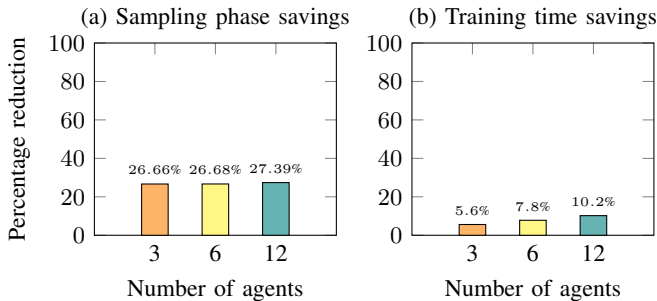 (a) Sampling phase savings
Percentage reduction
100
80
60
40
20
0
26.66% 26.68% 27.39%
3 6 12
Number of agents
(b) Training time savings
100
80
60
40
20
0
5.6% 7.8% 10.2%
3 6 12
Number of agents